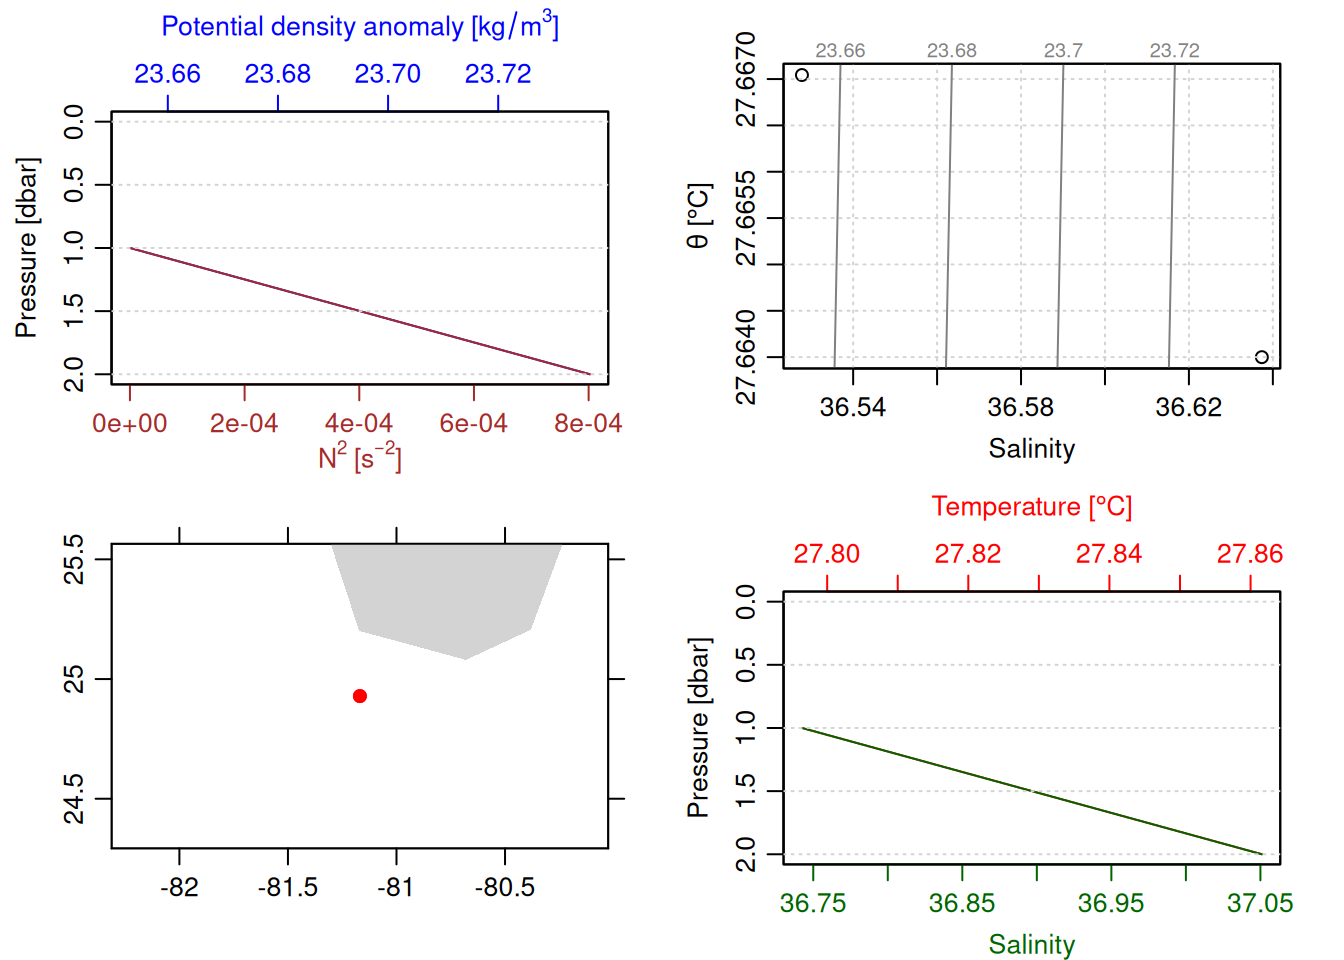 Potential density anomaly [kg/m³]
23.66 23.68 23.70 23.72
0.0
0.5
1.0
1.5
2.0
Pressure [dbar]
0e+00 2e-04 4e-04 6e-04 8e-04
N² [s⁻²]
23.66 23.68 23.7 23.72
27.6670
27.6655
27.6640
θ [°C]
36.54 36.58 36.62
Salinity
25.5
25
24.5
-82 -81.5 -81 -80.5
Temperature [°C]
27.80 27.82 27.84 27.86
0.0
0.5
1.0
1.5
2.0
Pressure [dbar]
36.75 36.85 36.95 37.05
Salinity